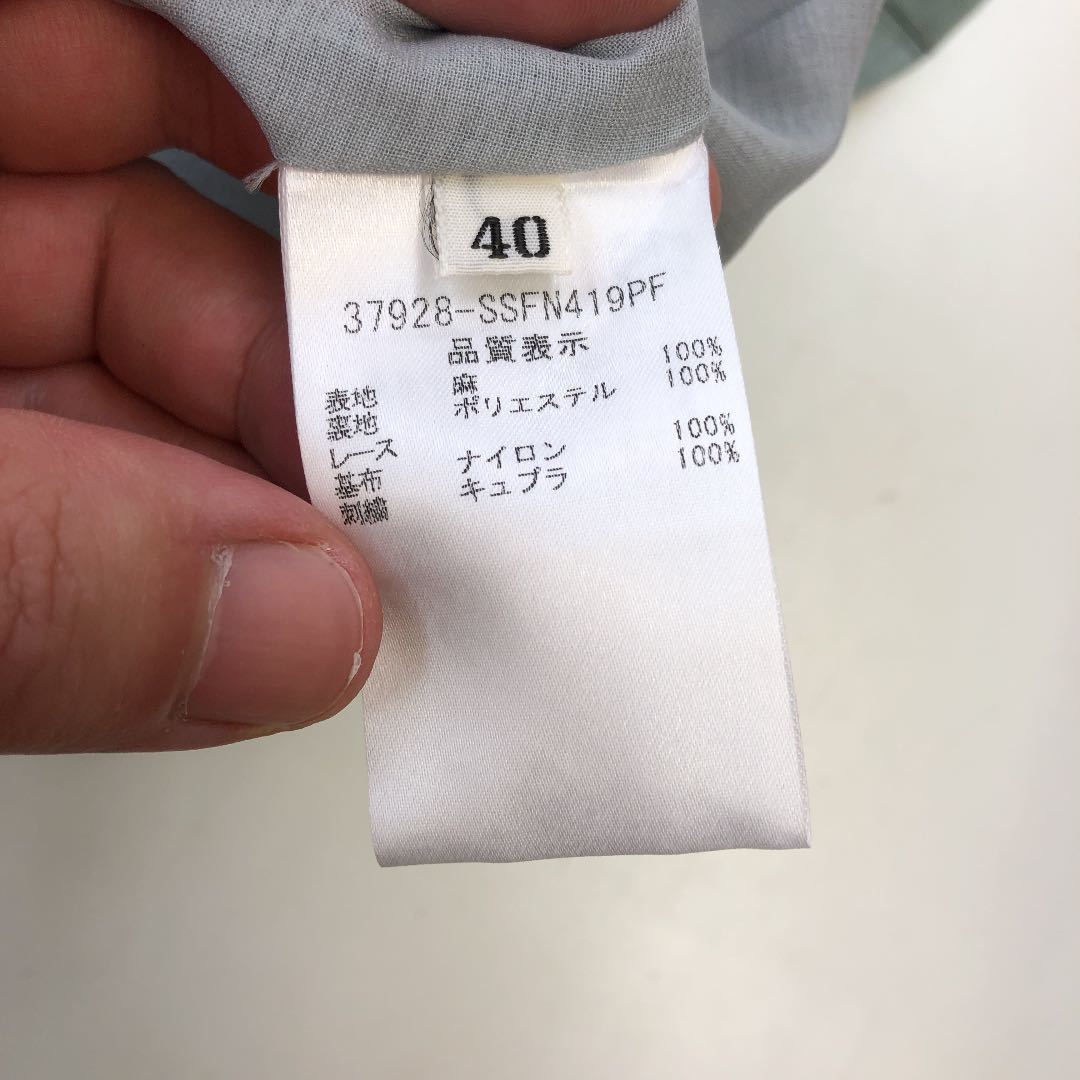 40
37928-SSFN419PF
品質表示
表地 麻 100%
裏地 ポリエステル 100%
レース
基布 ナイロン 100%
刺繍 キュプラ 100%